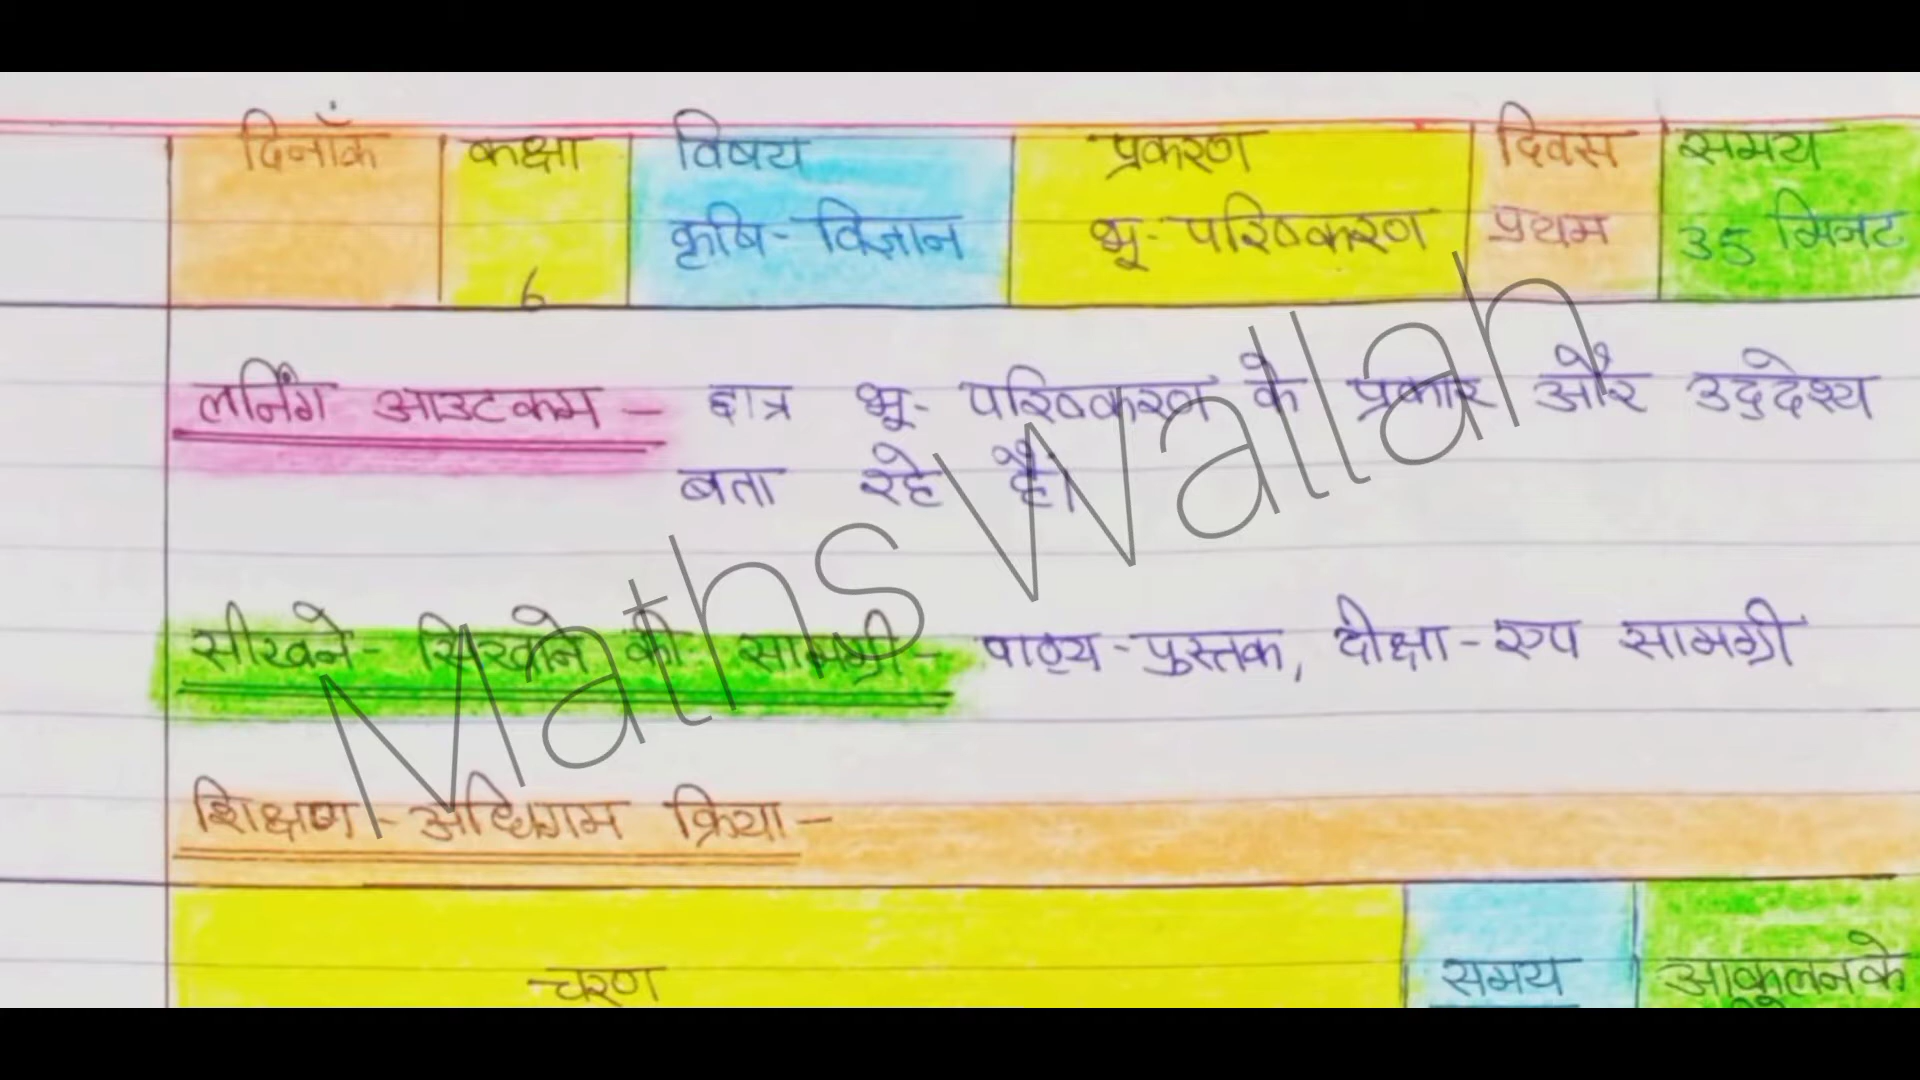 दिनाँक कक्षा विषय प्रकरण दिवस समय
कृषि-विज्ञान भू-परिष्करण प्रथम 35 मिनट
6
लर्निंग आउटकम - छात्र भू-परिष्करण के प्रकार और उद्देश्य
बता रहे है।
सीखने-सिखाने की सामग्री- पाठ्य-पुस्तक, दीक्षा-एप सामग्री
Maths Wallah
शिक्षण-अधिगम क्रिया-
चरण समय आकलन के